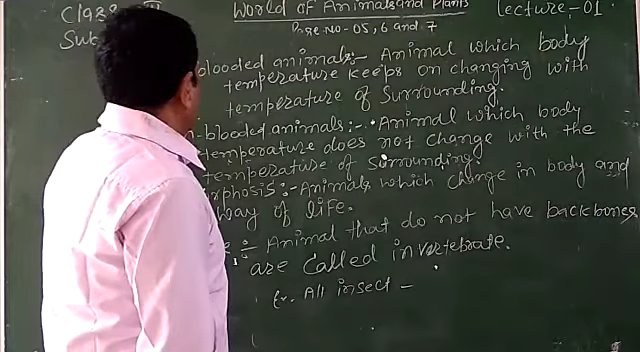 World of Animals and Plants Lecture-01
Sub
Page No-05, 6 and 7
blooded animals:- Animal which body
temperature keeps on changing with
temperature of Surrounding.
n-blooded animals:- Animal which body
temperature does not change with the
temperature of Surrounding.
rphosis:- Animals which change in body and
way of life.
e :- Animal that do not have backbones
are called invertebrate.
Ex. All insect -